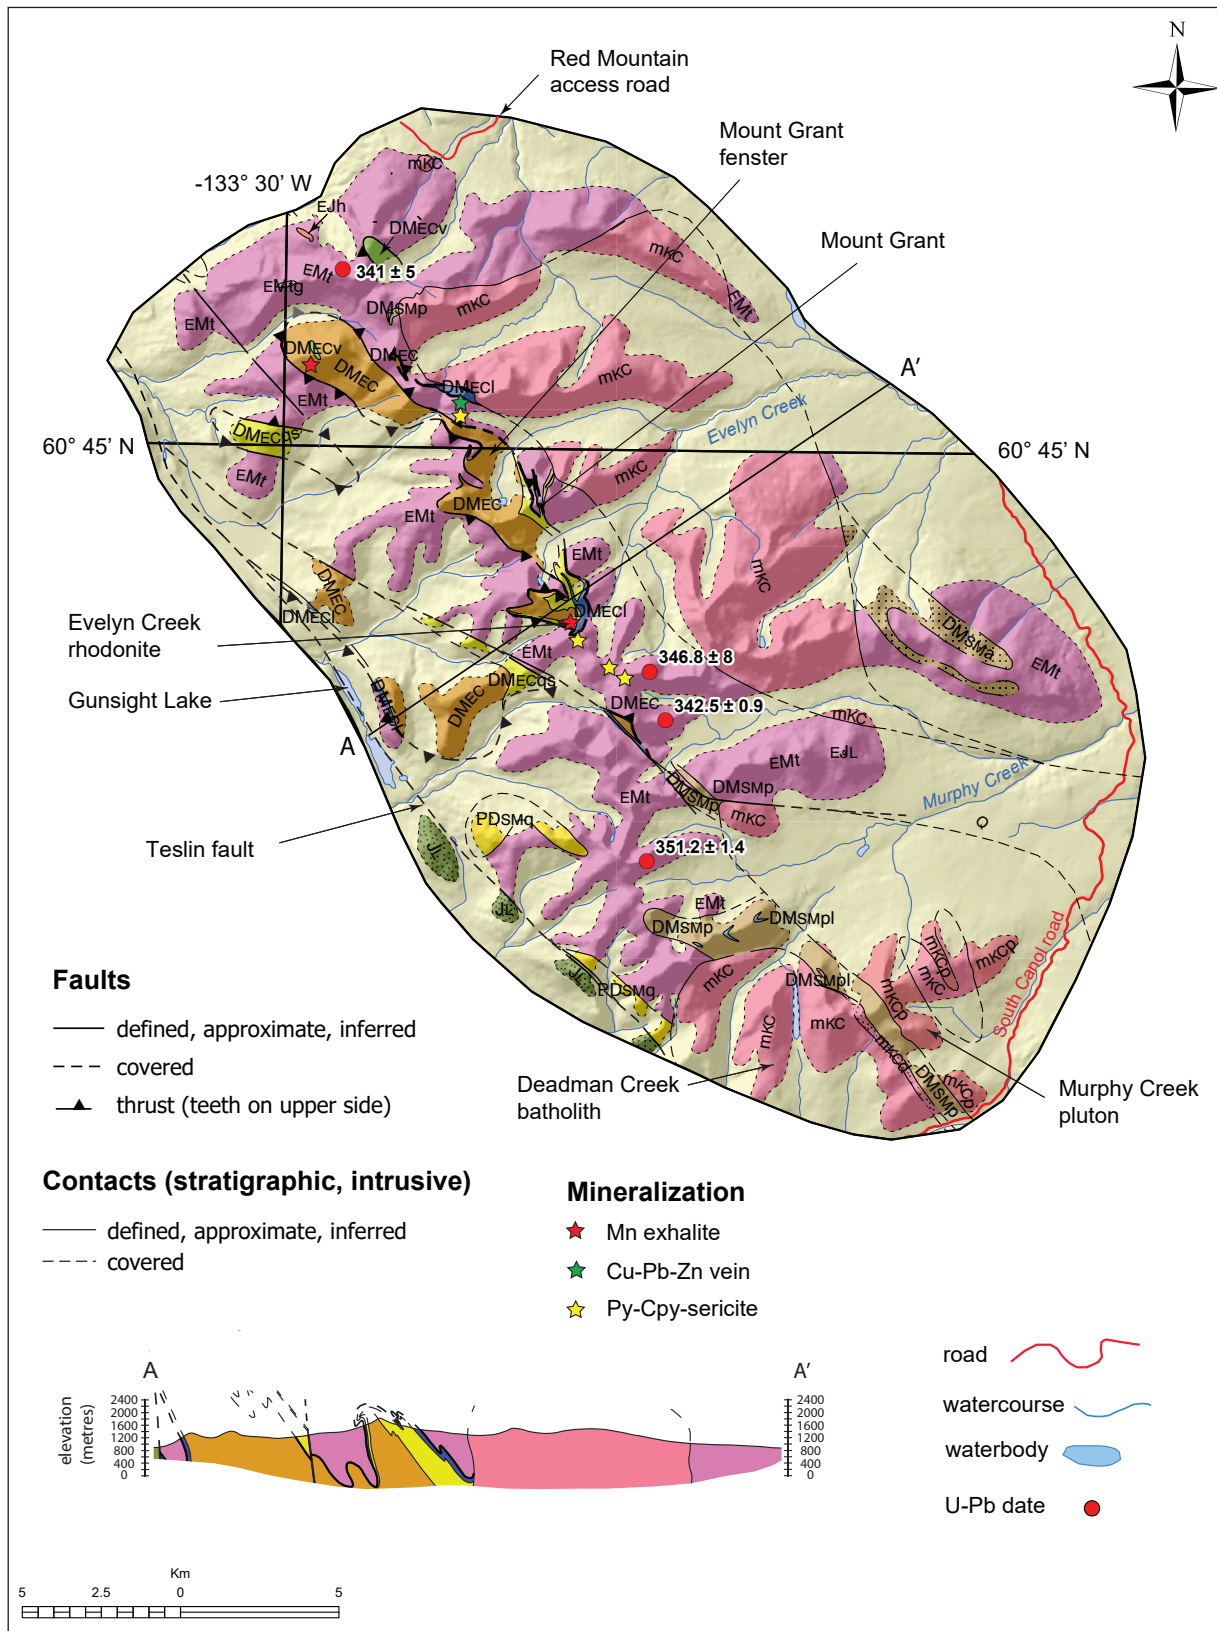 N
Red Mountain
access road
Mount Grant
fenster
Mount Grant
-133° 30' W
mKC
EJh
DMECv
EMt
341 ± 5
EMtg
EMt
DMSMp
mKC
mKC
EMt
DMECv
DMEC
DMEC
EMt
DMECl
mKC
A'
Evelyn Creek
60° 45' N
60° 45' N
DMECqs
EMt
mKC
DMEC
EMt
EMt
mKC
DMEC
DMECl
DMECl
DMSMa
EMt
Evelyn Creek
rhodonite
Gunsight Lake
EMt
DMECqs
346.8 ± 8
DMEC
DMEC
342.5 ± 0.9
DMECl
mKC
A
EMt
EJL
DMSMp
DMSMp
EMt
mKC
Murphy Creek
Q
Teslin fault
PDSMq
JL
351.2 ± 1.4
EMt
JL
DMSMp
DMSMpl
mKCp
mKC
mKCp
JL
PDSMq
mKC
DMSMpl
mKCp
mKC
mKC
mKCd
DMSMp
mKCp
South Canol road
Deadman Creek
batholith
Murphy Creek
pluton
Faults
defined, approximate, inferred
covered
thrust (teeth on upper side)
Contacts (stratigraphic, intrusive)
defined, approximate, inferred
covered
Mineralization
Mn exhalite
Cu-Pb-Zn vein
Py-Cpy-sericite
A
A'
elevation
(metres)
2400
2000
1600
1200
800
400
0
2400
2000
1600
1200
800
400
0
road
watercourse
waterbody
U-Pb date
Km
5 2.5 0 5